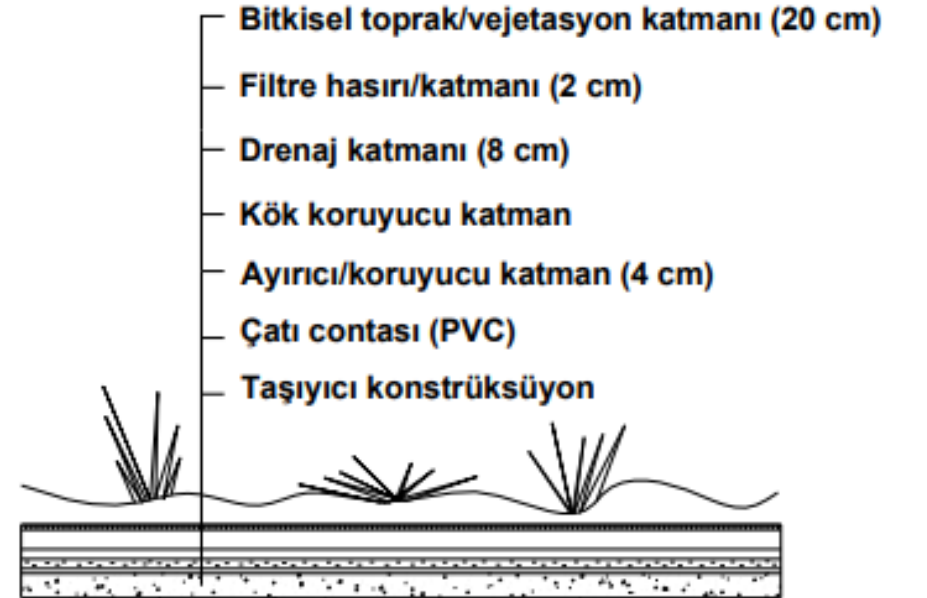 Bitkisel toprak/vejetasyon katmanı (20 cm)
Filtre hasırı/katmanı (2 cm)
Drenaj katmanı (8 cm)
Kök koruyucu katman
Ayırıcı/koruyucu katman (4 cm)
Çatı contası (PVC)
Taşıyıcı konstrüksüyon